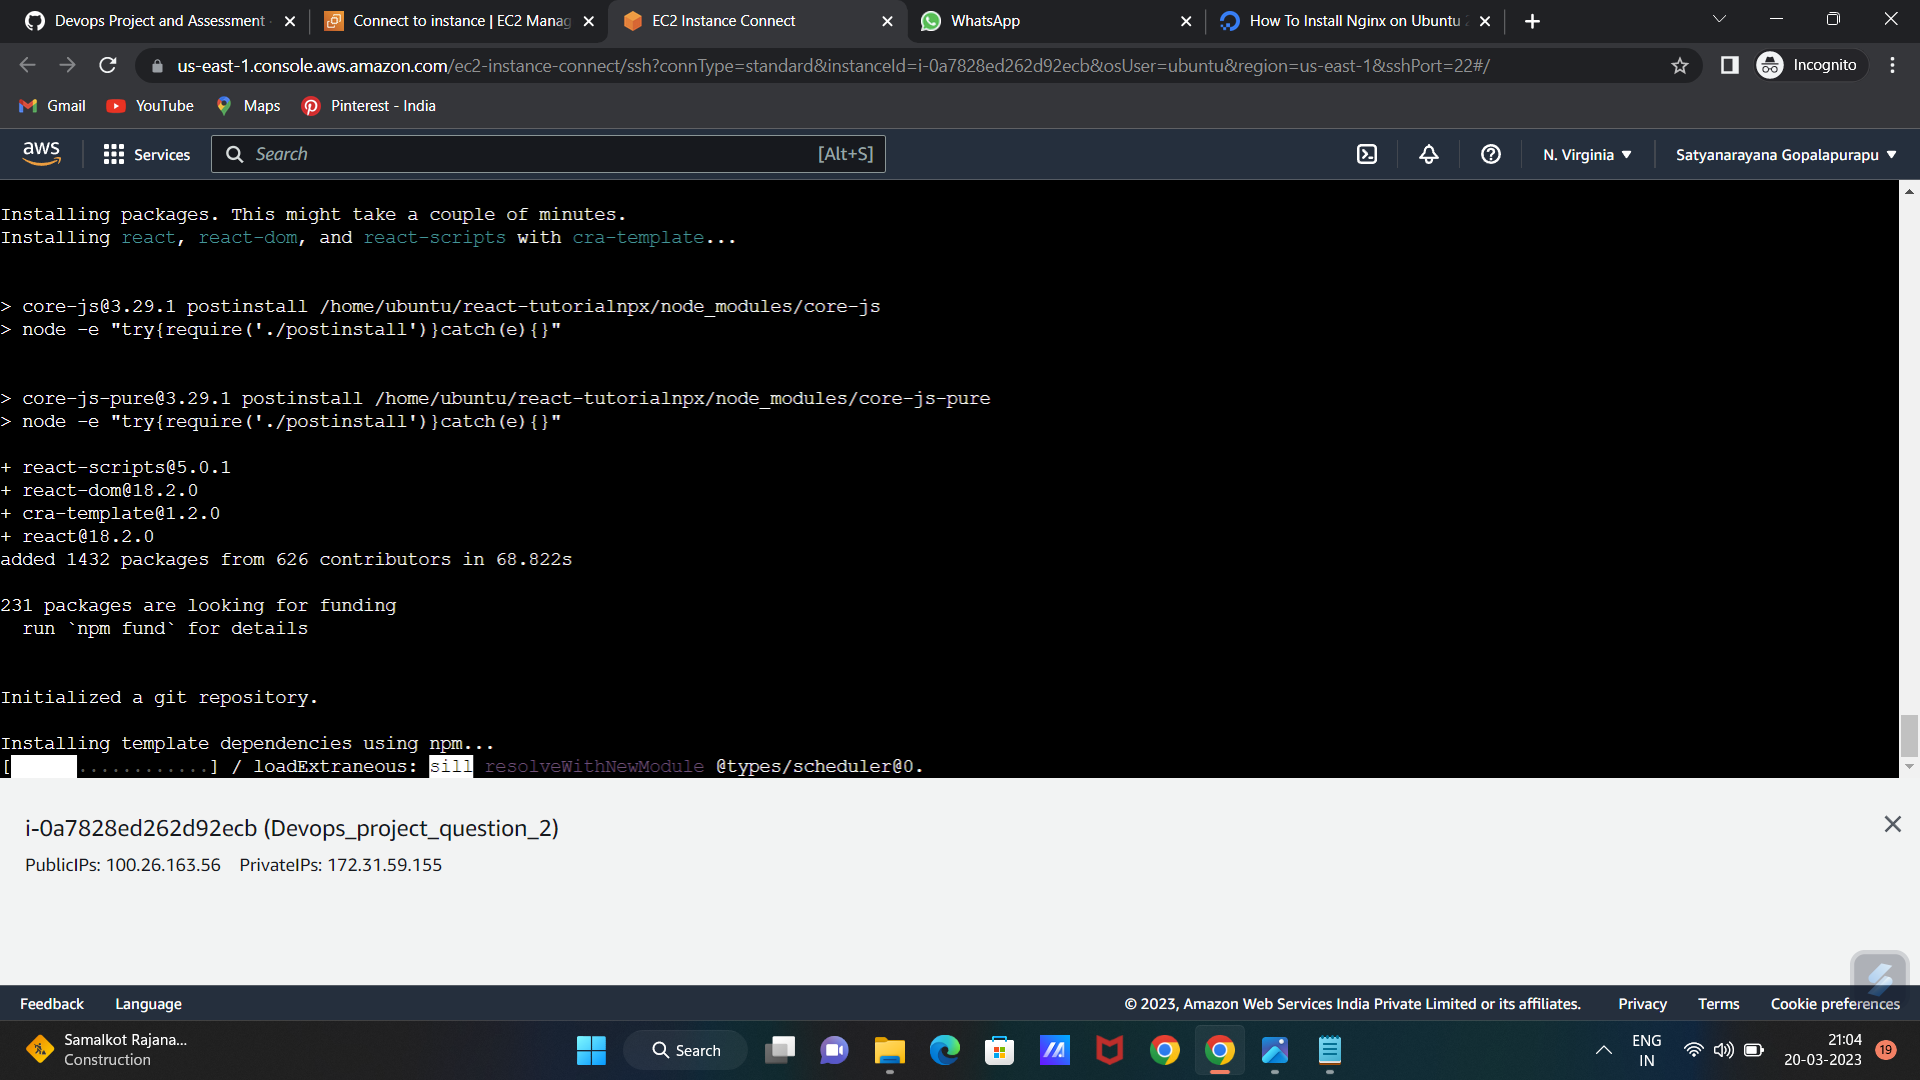 Devops Project and Assessment
Connect to instance | EC2 Manag
EC2 Instance Connect
WhatsApp
How To Install Nginx on Ubuntu 2
us-east-1.console.aws.amazon.com/ec2-instance-connect/ssh?connType=standard&instanceId=i-0a7828ed262d92ecb&osUser=ubuntu&region=us-east-1&sshPort=22#/
Incognito
Gmail
YouTube
Maps
Pinterest - India
aws
Services
Search
[Alt+S]
N. Virginia
Satyanarayana Gopalapurapu
Installing packages. This might take a couple of minutes.
Installing react, react-dom, and react-scripts with cra-template...
> core-js@3.29.1 postinstall /home/ubuntu/react-tutorialnpx/node_modules/core-js
> node -e "try{require('./postinstall')}catch(e){}"
> core-js-pure@3.29.1 postinstall /home/ubuntu/react-tutorialnpx/node_modules/core-js-pure
> node -e "try{require('./postinstall')}catch(e){}"
+ react-scripts@5.0.1
+ react-dom@18.2.0
+ cra-template@1.2.0
+ react@18.2.0
added 1432 packages from 626 contributors in 68.822s
231 packages are looking for funding
run `npm fund` for details
Initialized a git repository.
Installing template dependencies using npm...
[............] / loadExtraneous: sill resolveWithNewModule @types/scheduler@0.
i-0a7828ed262d92ecb (Devops_project_question_2)
PublicIPs: 100.26.163.56 PrivateIPs: 172.31.59.155
Feedback
Language
© 2023, Amazon Web Services India Private Limited or its affiliates.
Privacy
Terms
Cookie preferences
Samalkot Rajana...
Construction
Search
ENG
IN
21:04
20-03-2023
19